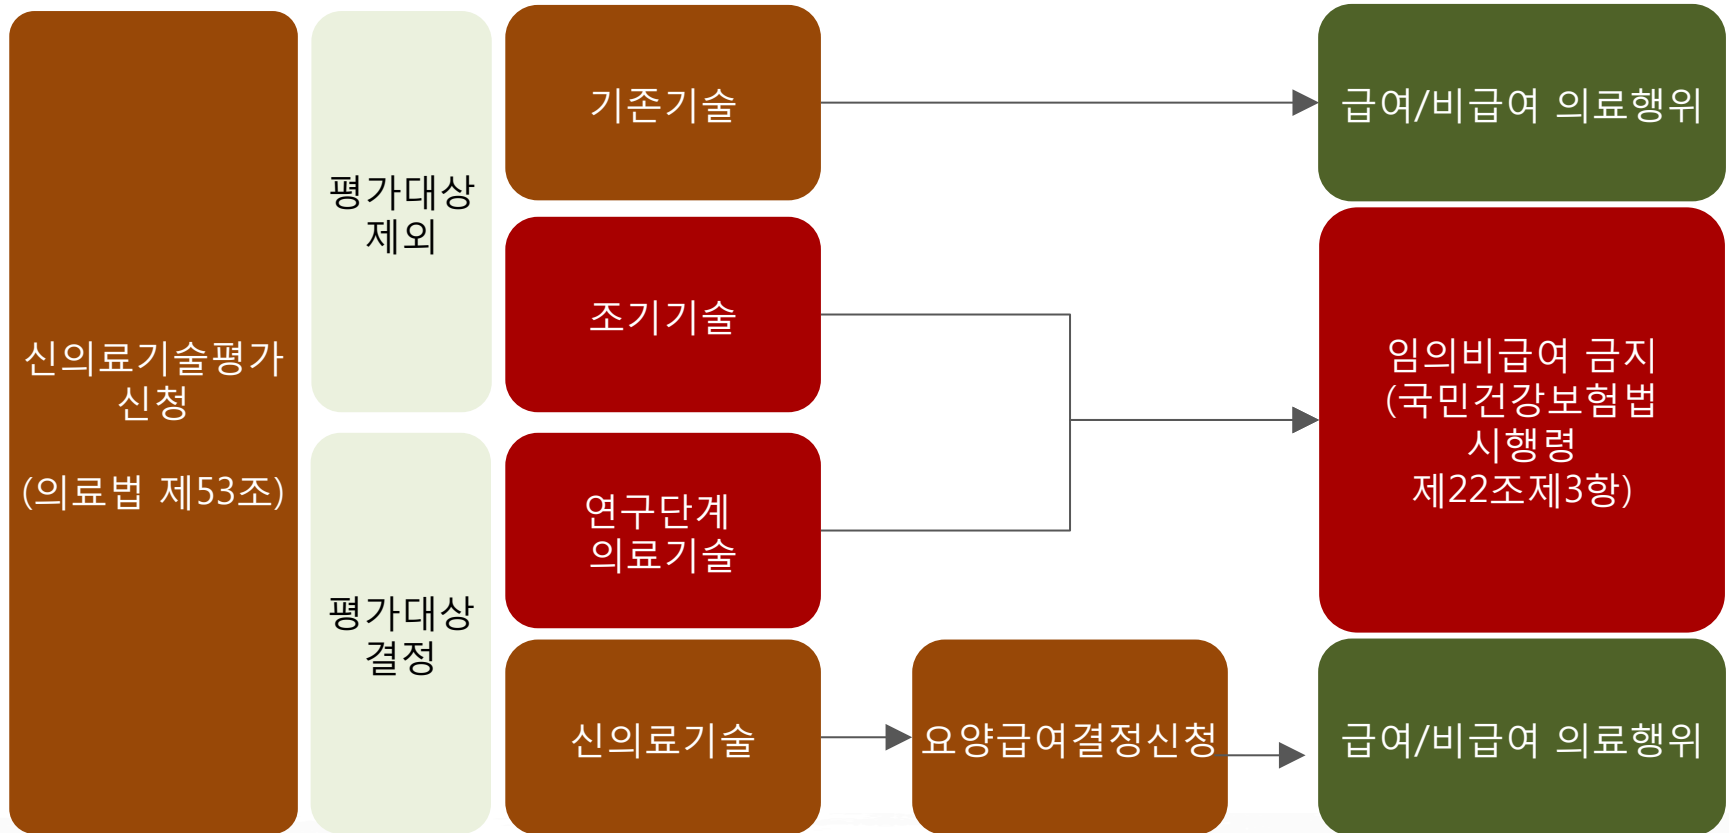 신의료기술평가
신청
(의료법 제53조)
평가대상
제외
평가대상
결정
기존기술
급여/비급여 의료행위
조기기술
연구단계
의료기술
임의비급여 금지
(국민건강보험법
시행령
제22조제3항)
신의료기술
요양급여결정신청
급여/비급여 의료행위